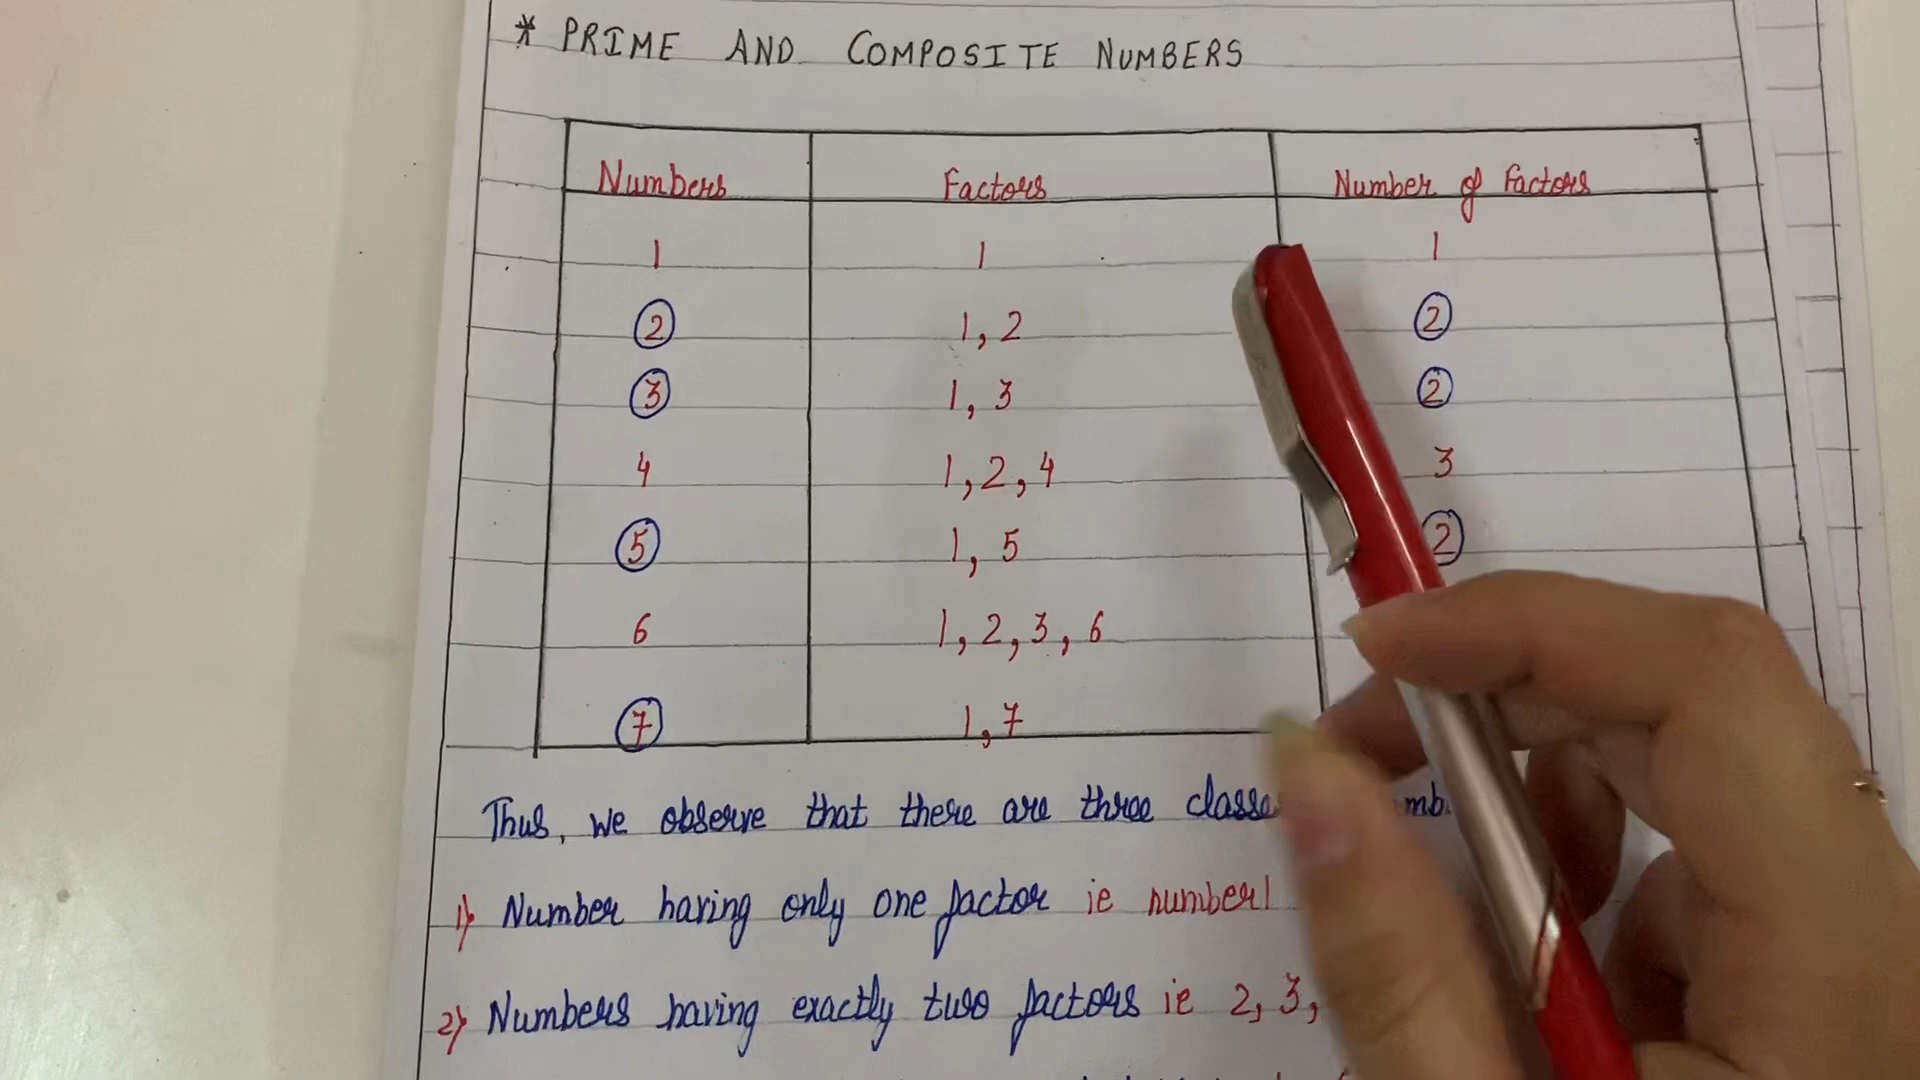 * PRIME AND COMPOSITE NUMBERS
Numbers Factors Number of Factors
1 1 1
2 1, 2 2
3 1, 3 2
4 1, 2, 4 3
5 1, 5 2
6 1, 2, 3, 6
7 1, 7
Thus, we observe that there are three
1) Number having only one factor ie number 1
2) Numbers having exactly two factors ie 2, 3,